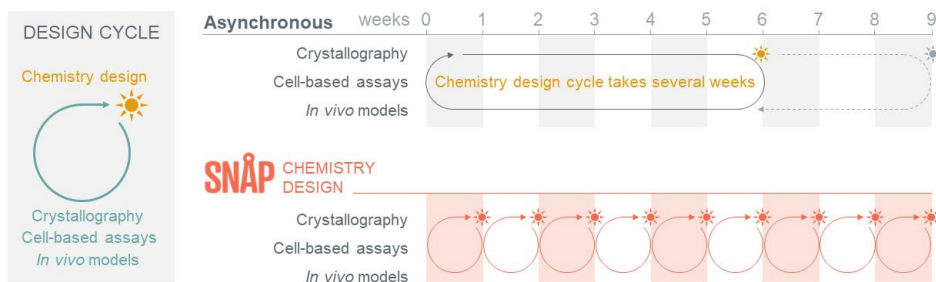 DESIGN CYCLE
Chemistry design
Crystallography
Cell-based assays
In vivo models
Asynchronous weeks 0 1 2 3 4 5 6 7 8 9
Crystallography
Cell-based assays
Chemistry design cycle takes several weeks
In vivo models
SNÅP CHEMISTRY
DESIGN
Crystallography
Cell-based assays
In vivo models